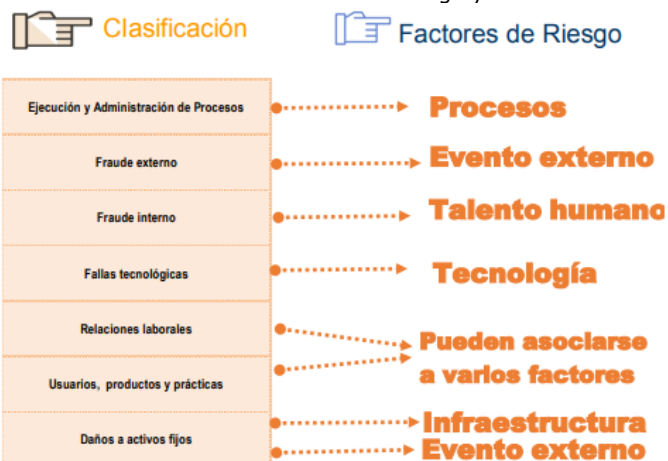 Clasificación
Factores de Riesgo
Ejecución y Administración de Procesos
Procesos
Fraude externo
Evento externo
Fraude interno
Talento humano
Fallas tecnológicas
Tecnología
Relaciones laborales
Pueden asociarse
a varios factores
Usuarios, productos y prácticas
Daños a activos fijos
Infraestructura
Evento externo